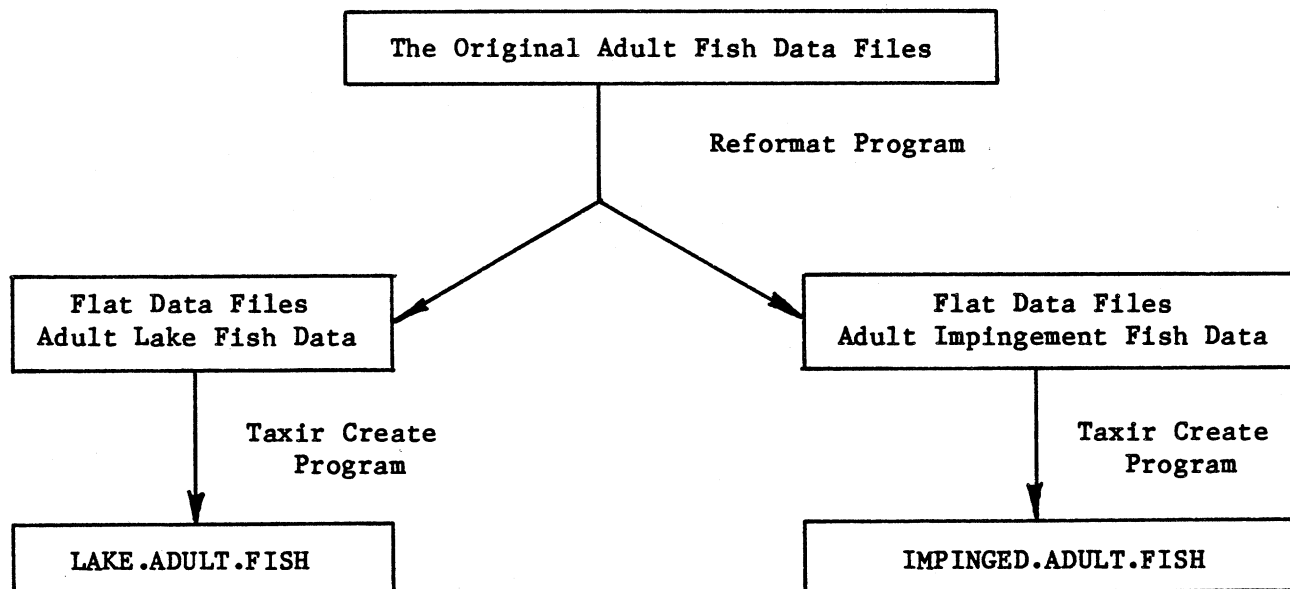 The Original Adult Fish Data Files
Reformat Program
Flat Data Files
Adult Lake Fish Data
Flat Data Files
Adult Impingement Fish Data
Taxir Create
Program
Taxir Create
Program
LAKE.ADULT.FISH
IMPINGED.ADULT.FISH